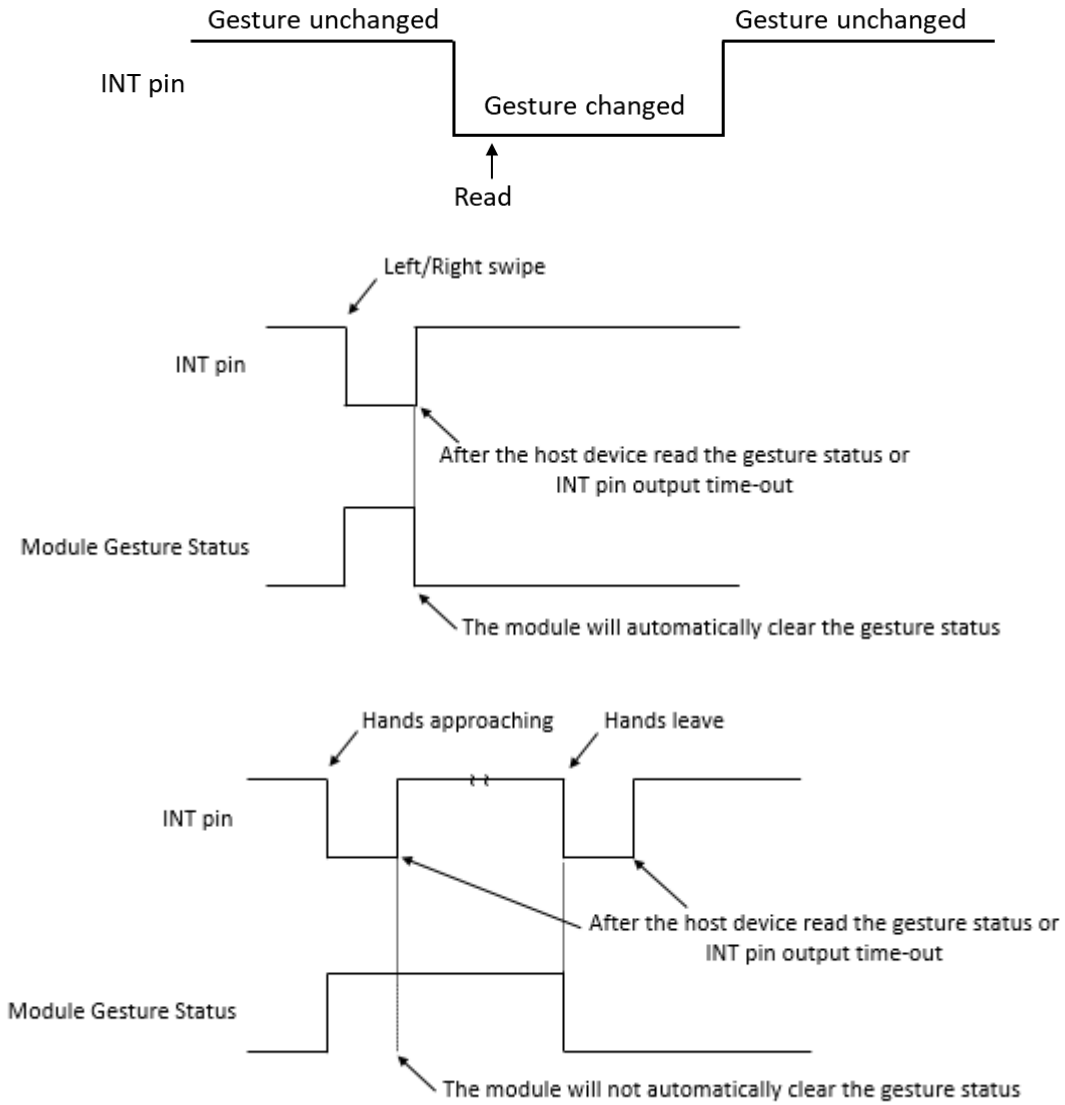 Gesture unchanged
Gesture unchanged
INT pin
Gesture changed
Read
Left/Right swipe
INT pin
After the host device read the gesture status or
INT pin output time-out
Module Gesture Status
The module will automatically clear the gesture status
Hands approaching
Hands leave
INT pin
After the host device read the gesture status or
INT pin output time-out
Module Gesture Status
The module will not automatically clear the gesture status